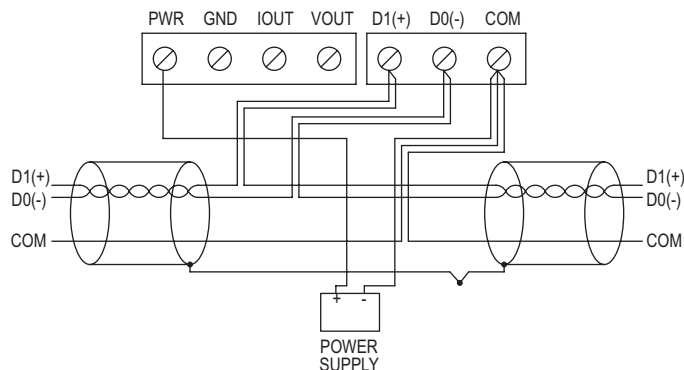 PWR GND IOUT VOUT D1(+) D0(-) COM
D1(+) D1(+)
D0(-) D0(-)
COM COM
+ -
POWER
SUPPLY